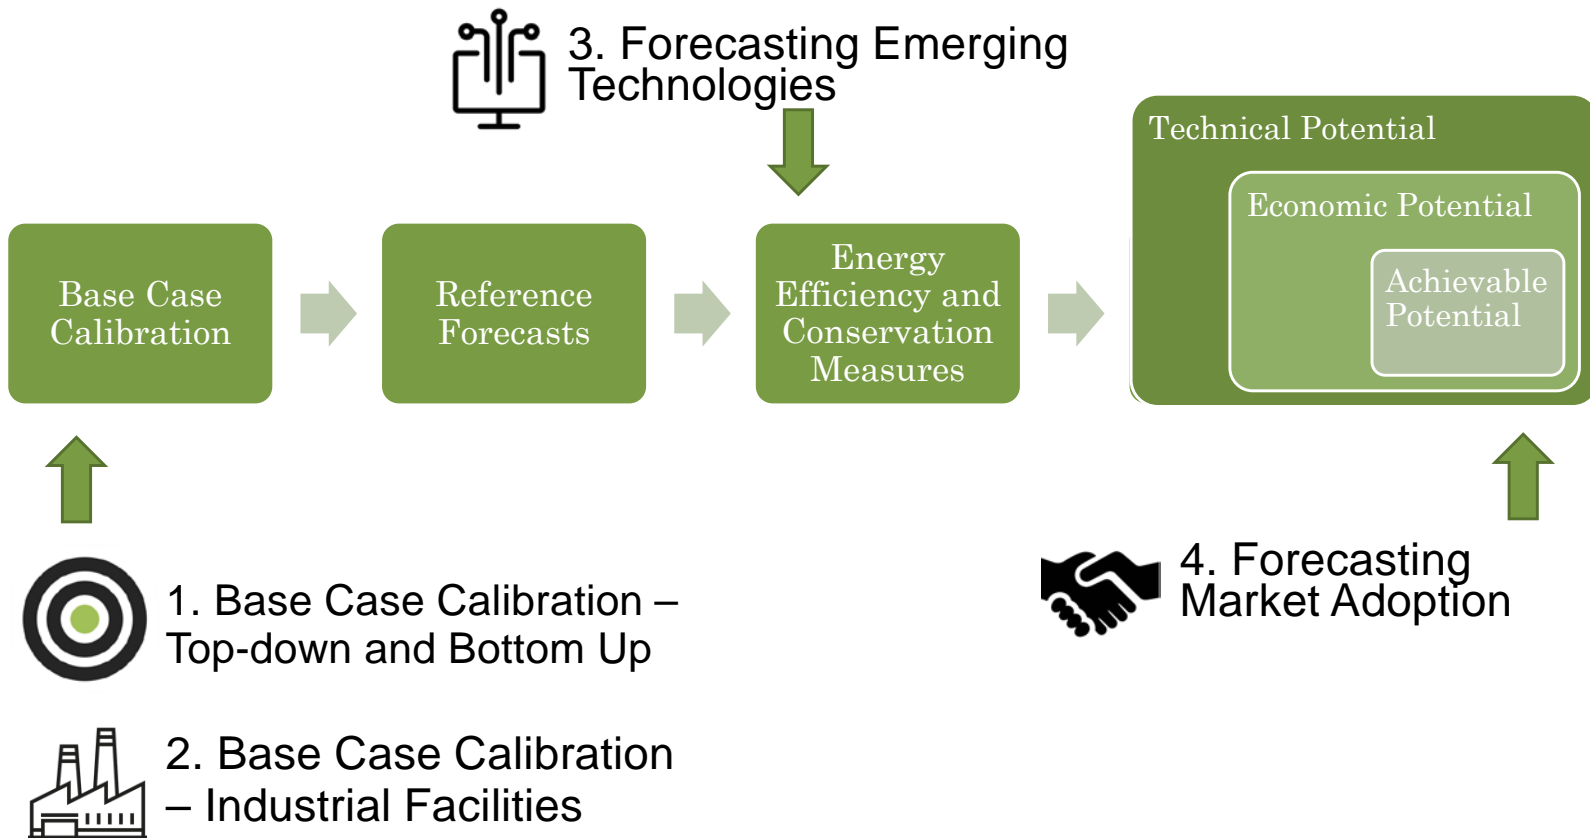 3. Forecasting Emerging
Technologies
Base Case
Calibration
Reference
Forecasts
Energy
Efficiency and
Conservation
Measures
Technical Potential
Economic Potential
Achievable
Potential
1. Base Case Calibration –
Top-down and Bottom Up
2. Base Case Calibration
– Industrial Facilities
4. Forecasting
Market Adoption